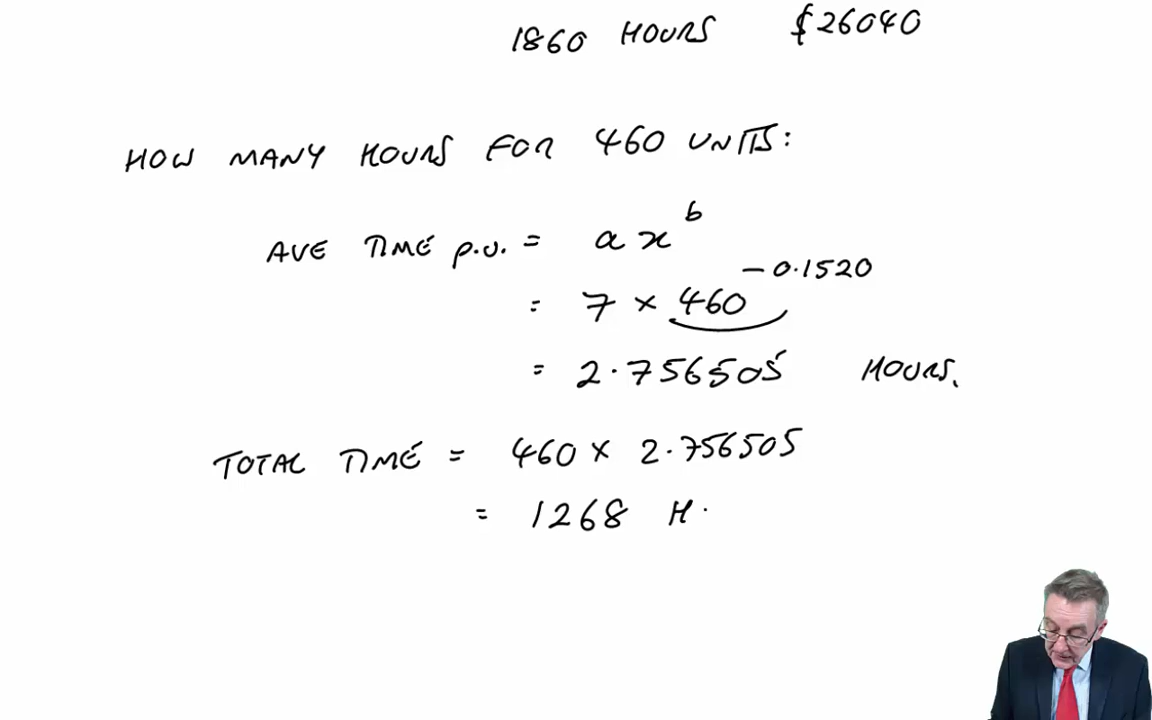 1860 HOURS $26040
HOW MANY HOURS FOR 460 UNITS:
AVE TIME p.u. = a x^b
= 7 × 460^-0.1520
= 2.756505 HOURS.
TOTAL TIME = 460 × 2.756505
= 1268 H.